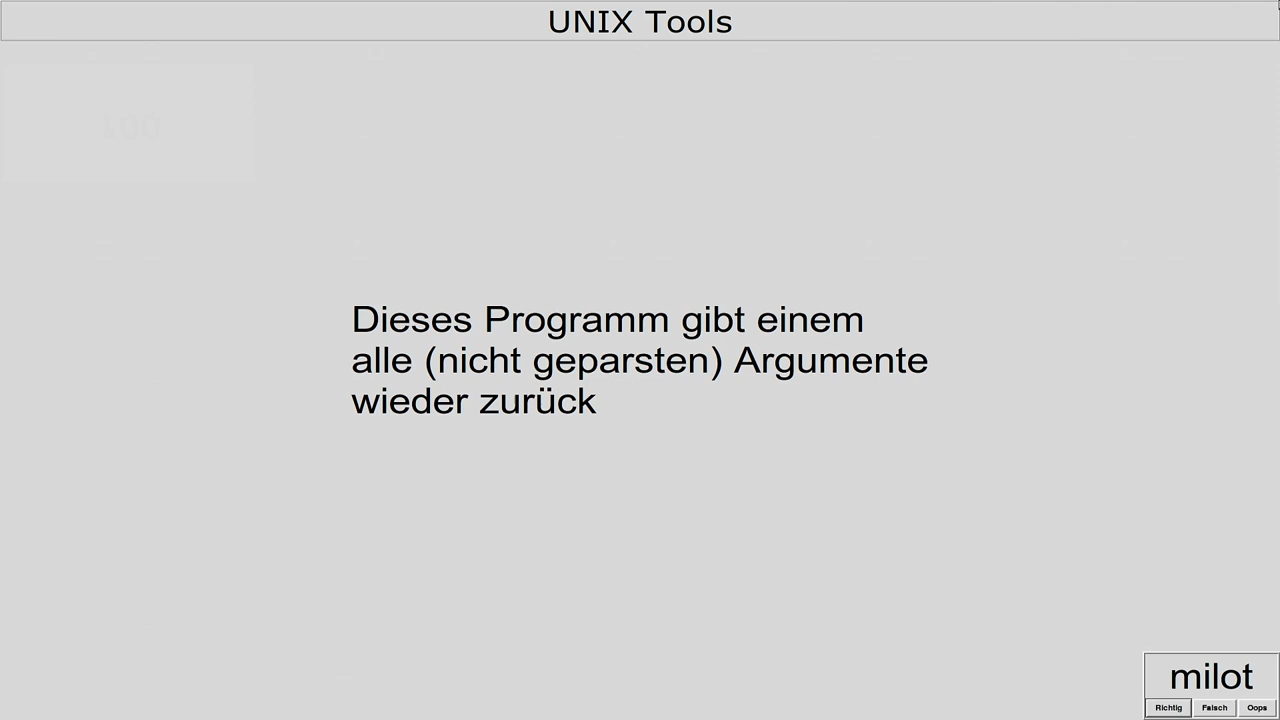 UNIX Tools
Dieses Programm gibt einem
alle (nicht geparsten) Argumente
wieder zurück
milot
Richtig Falsch Oops